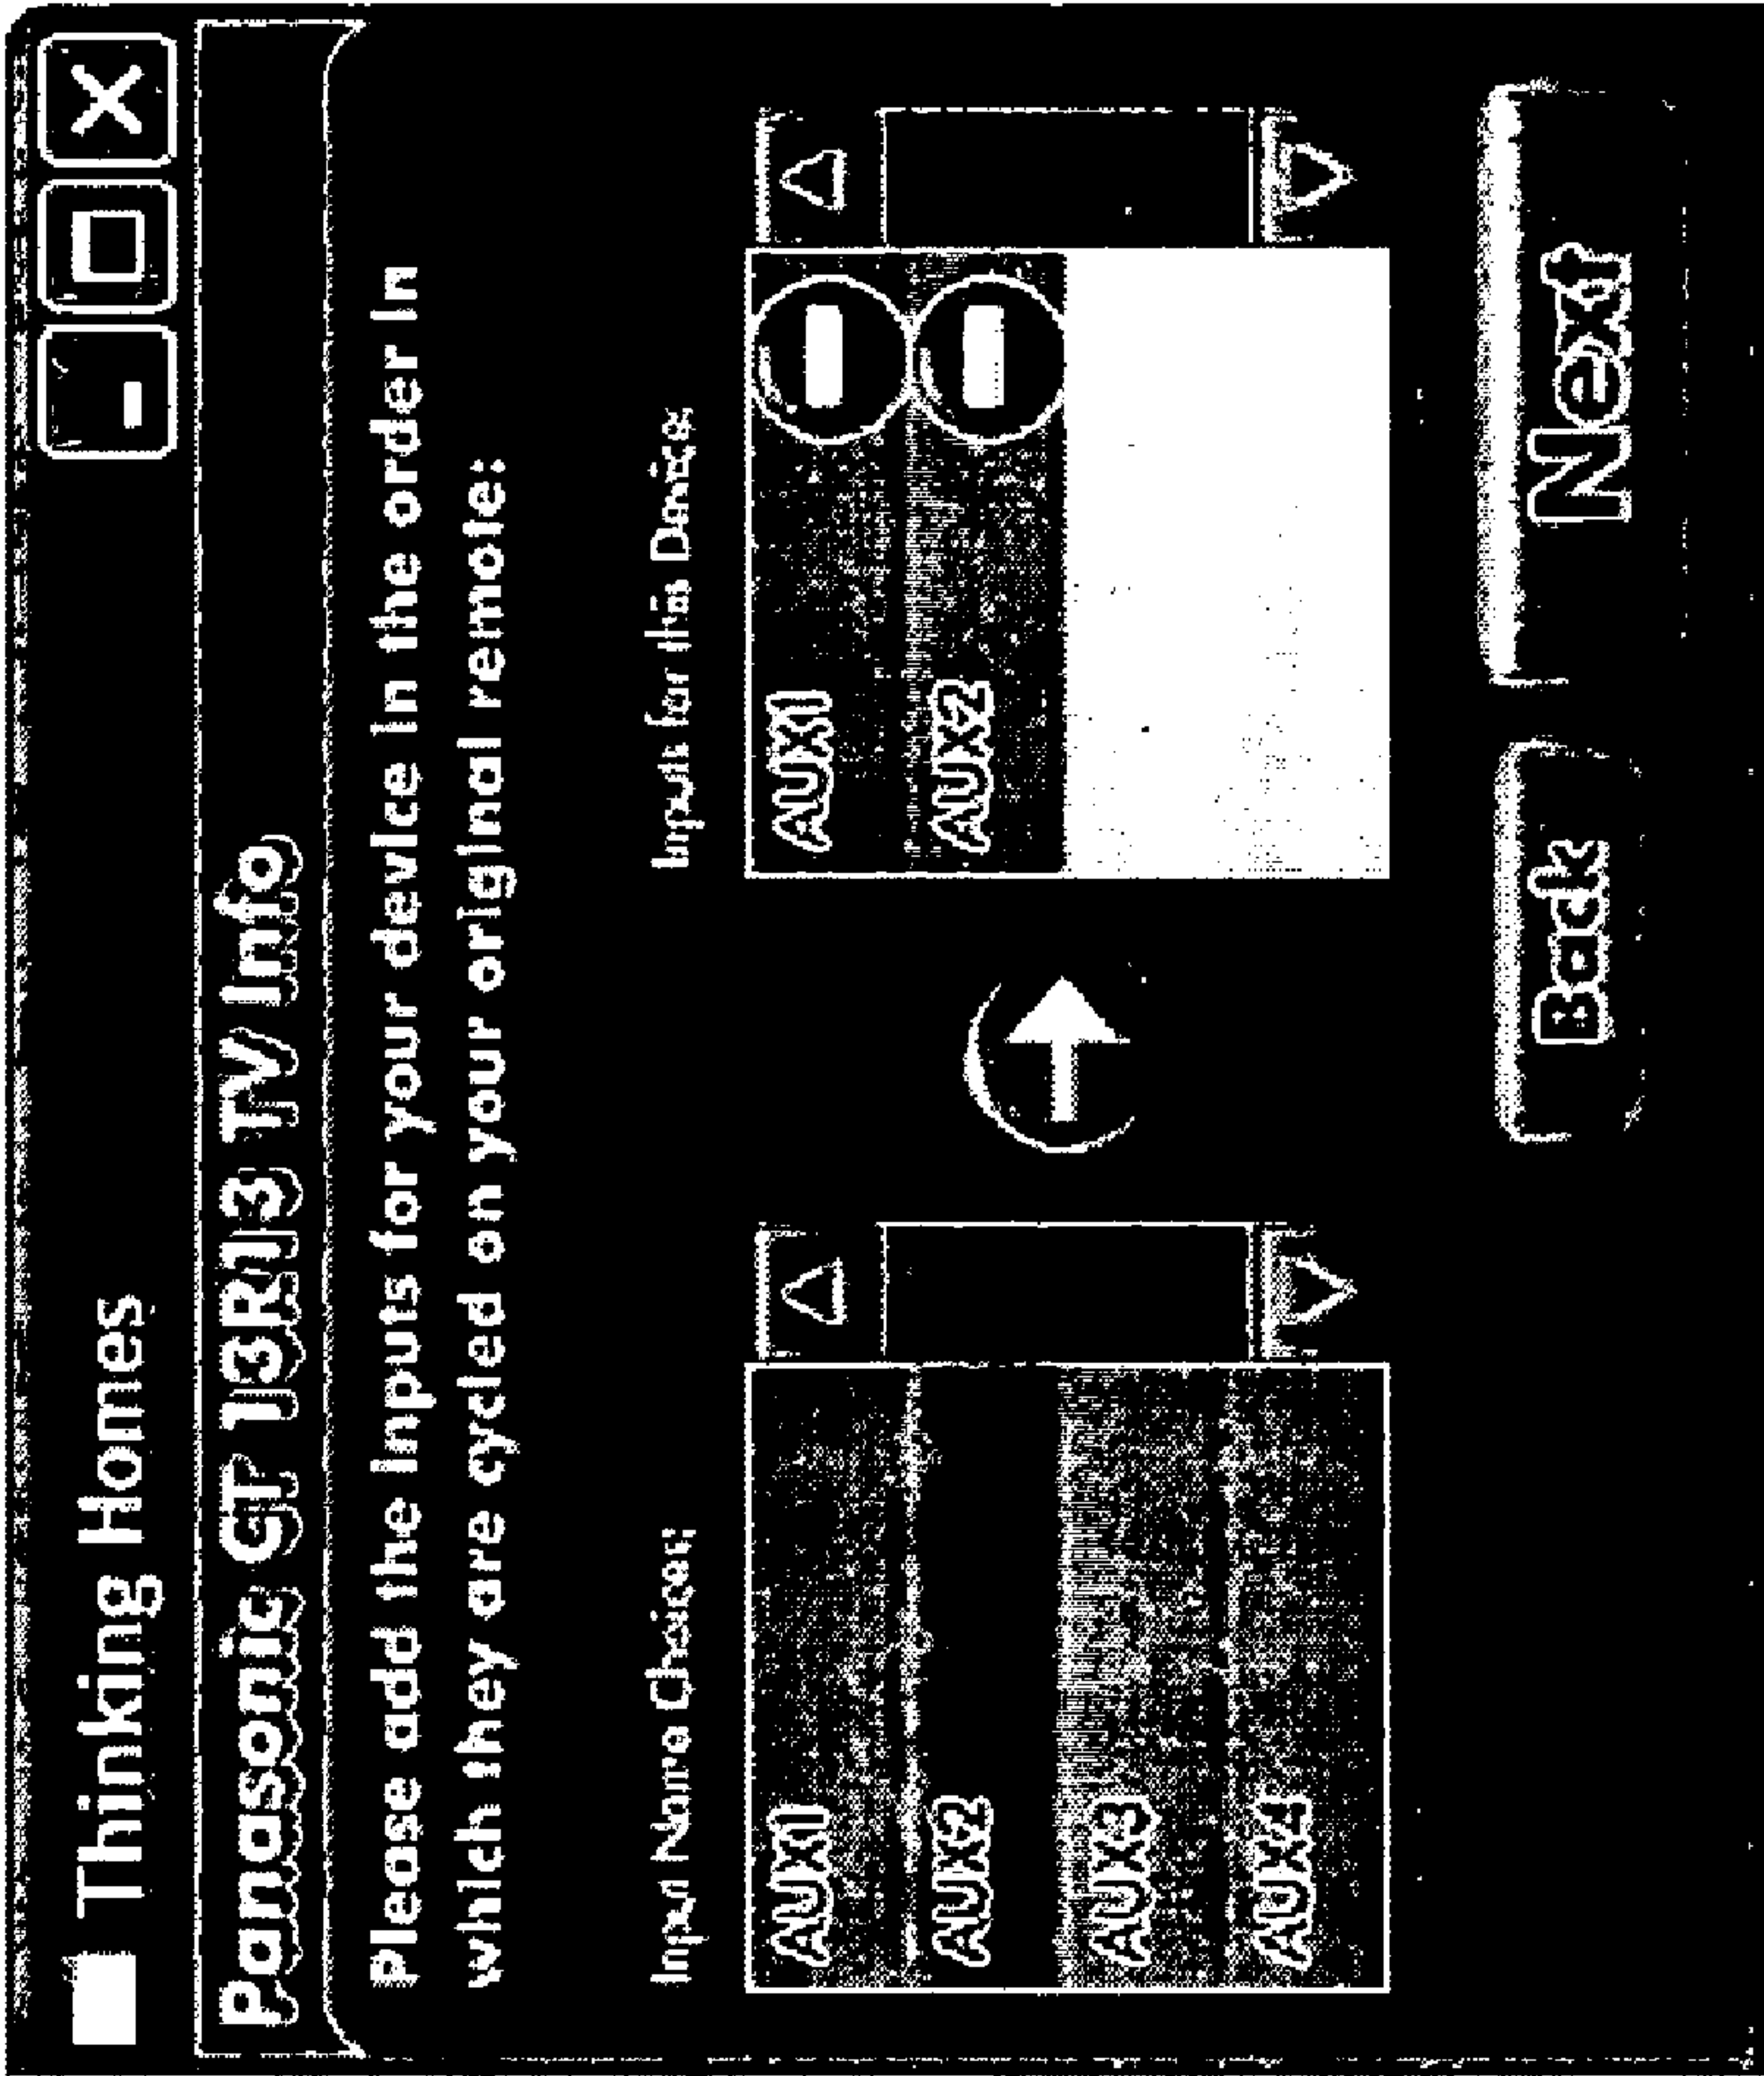 Thinking Homes
Panasonic CT 13R13 TV Info
Please add the inputs for your device in the order in
which they are cycled on your original remote:
Input Name Choices
Inputs for this Device
AUX1
AUX2
AUX3
AUX4
AUX1
AUX2
Back
Next